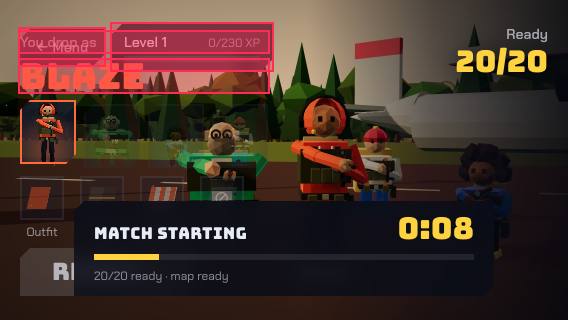 You drop as
← Menu
Level 1
0/230 XP
Ready
20/20
BLAZE
Outfit
MATCH STARTING
0:08
20/20 ready · map ready